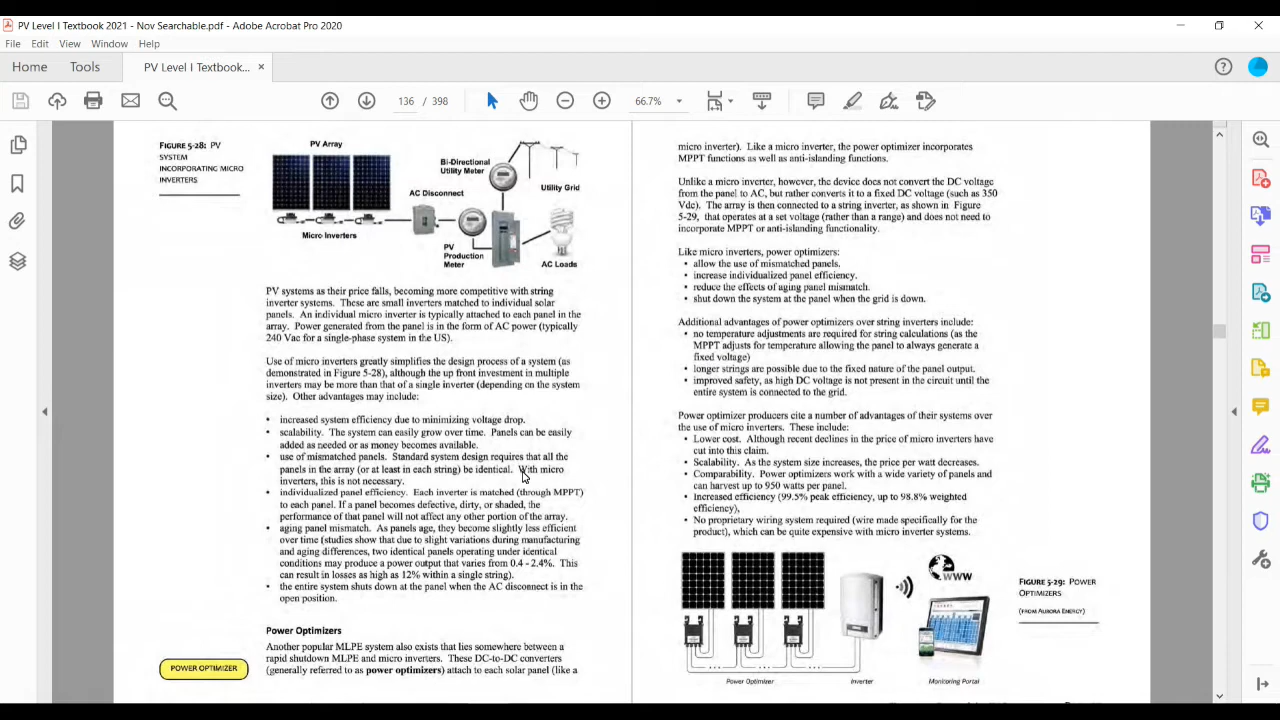 PV Level I Textbook 2021 - Nov Searchable.pdf - Adobe Acrobat Pro 2020
File Edit View Window Help
Home Tools PV Level I Textbook... ×
136 / 398 66.7%
FIGURE 5-28: PV
SYSTEM
INCORPORATING MICRO
INVERTERS
PV Array
Bi-Directional
Utility Meter
Utility Grid
AC Disconnect
Micro Inverters
PV
Production
Meter
AC Loads
PV systems as their price falls, becoming more competitive with string
inverter systems. These are small inverters matched to individual solar
panels. An individual micro inverter is typically attached to each panel in the
array. Power generated from the panel is in the form of AC power (typically
240 Vac for a single-phase system in the US).
Use of micro inverters greatly simplifies the design process of a system (as
demonstrated in Figure 5-28), although the up front investment in multiple
inverters may be more than that of a single inverter (depending on the system
size). Other advantages may include:
• increased system efficiency due to minimizing voltage drop.
• scalability. The system can easily grow over time. Panels can be easily
added as needed or as money becomes available.
• use of mismatched panels. Standard system design requires that all the
panels in the array (or at least in each string) be identical. With micro
inverters, this is not necessary.
• individualized panel efficiency. Each inverter is matched (through MPPT)
to each panel. If a panel becomes defective, dirty, or shaded, the
performance of that panel will not affect any other portion of the array.
• aging panel mismatch. As panels age, they become slightly less efficient
over time (studies show that due to slight variations during manufacturing
and aging differences, two identical panels operating under identical
conditions may produce a power output that varies from 0.4 - 2.4%. This
can result in losses as high as 12% within a single string).
• the entire system shuts down at the panel when the AC disconnect is in the
open position.
Power Optimizers
Another popular MLPE system also exists that lies somewhere between a
rapid shutdown MLPE and micro inverters. These DC-to-DC converters
(generally referred to as power optimizers) attach to each solar panel (like a
POWER OPTIMIZER
micro inverter). Like a micro inverter, the power optimizer incorporates
MPPT functions as well as anti-islanding functions.
Unlike a micro inverter, however, the device does not convert the DC voltage
from the panel to AC, but rather converts it to a fixed DC voltage (such as 350
Vdc). The array is then connected to a string inverter, as shown in Figure
5-29, that operates at a set voltage (rather than a range) and does not need to
incorporate MPPT or anti-islanding functionality.
Like micro inverters, power optimizers:
• allow the use of mismatched panels.
• increase individualized panel efficiency.
• reduce the effects of aging panel mismatch.
• shut down the system at the panel when the grid is down.
Additional advantages of power optimizers over string inverters include:
• no temperature adjustments are required for string calculations (as the
MPPT adjusts for temperature allowing the panel to always generate a
fixed voltage)
• longer strings are possible due to the fixed nature of the panel output.
• improved safety, as high DC voltage is not present in the circuit until the
entire system is connected to the grid.
Power optimizer producers cite a number of advantages of their systems over
the use of micro inverters. These include:
• Lower cost. Although recent declines in the price of micro inverters have
cut into this claim.
• Scalability. As the system size increases, the price per watt decreases.
• Comparability. Power optimizers work with a wide variety of panels and
can harvest up to 950 watts per panel.
• Increased efficiency (99.5% peak efficiency, up to 98.8% weighted
efficiency),
• No proprietary wiring system required (wire made specifically for the
product), which can be quite expensive with micro inverter systems.
WWW
Power Optimizer
Inverter
Monitoring Portal
FIGURE 5-29: POWER
OPTIMIZERS
(FROM AURORA ENERGY)